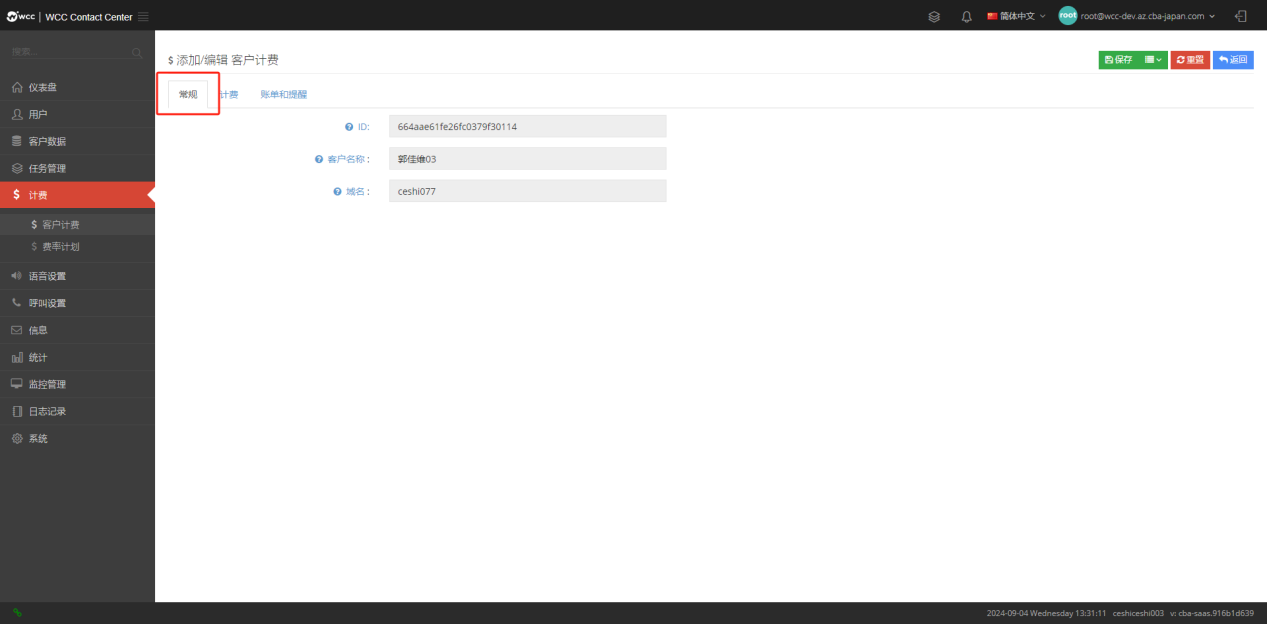 wcc | WCC Contact Center
简体中文
root
root@wcc-dev.az.cba-japan.com
搜索...
仪表盘
用户
客户数据
任务管理
$ 计费
$ 客户计费
$ 费率计划
语音设置
呼叫设置
信息
统计
监控管理
日志记录
系统
$ 添加/编辑 客户计费
保存
重置
返回
常规
计费
账单和提醒
ID:
664aae61fe26fc0379f30114
客户名称 :
郭佳维03
域名 :
ceshi077
2024-09-04 Wednesday 13:31:11 ceshiceshi003 v: cba-saas.916b1d639